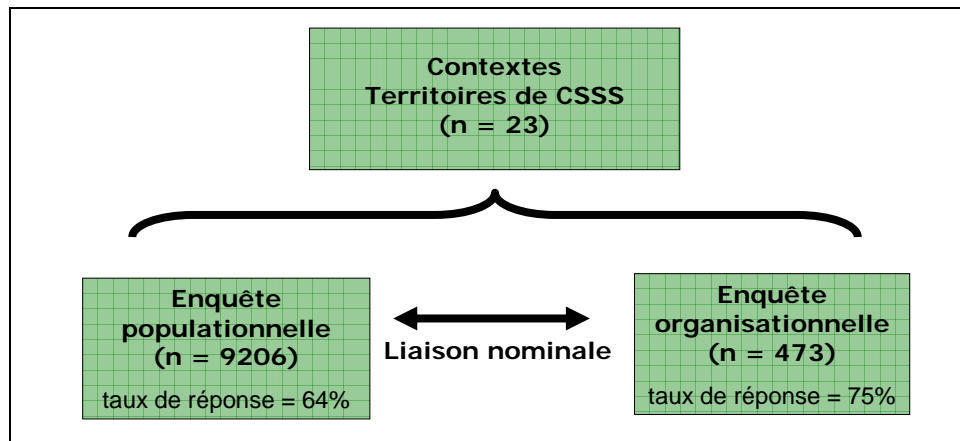 Contextes
Territoires de CSSS
(n = 23)
Enquête
populationnelle
(n = 9206)
taux de réponse = 64%
Liaison nominale
Enquête
organisationnelle
(n = 473)
taux de réponse = 75%